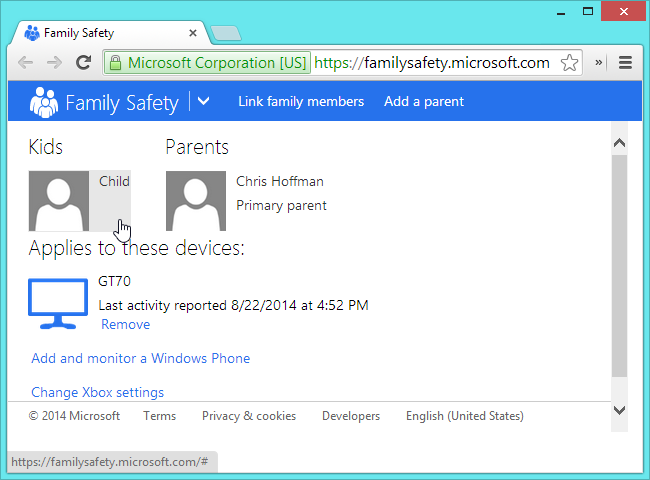 Family Safety
Microsoft Corporation [US] https://familysafety.microsoft.com
Family Safety Link family members Add a parent
Kids Parents
Child Chris Hoffman
Primary parent
Applies to these devices:
GT70
Last activity reported 8/22/2014 at 4:52 PM
Remove
Add and monitor a Windows Phone
Change Xbox settings
© 2014 Microsoft Terms Privacy & cookies Developers English (United States)
https://familysafety.microsoft.com/#